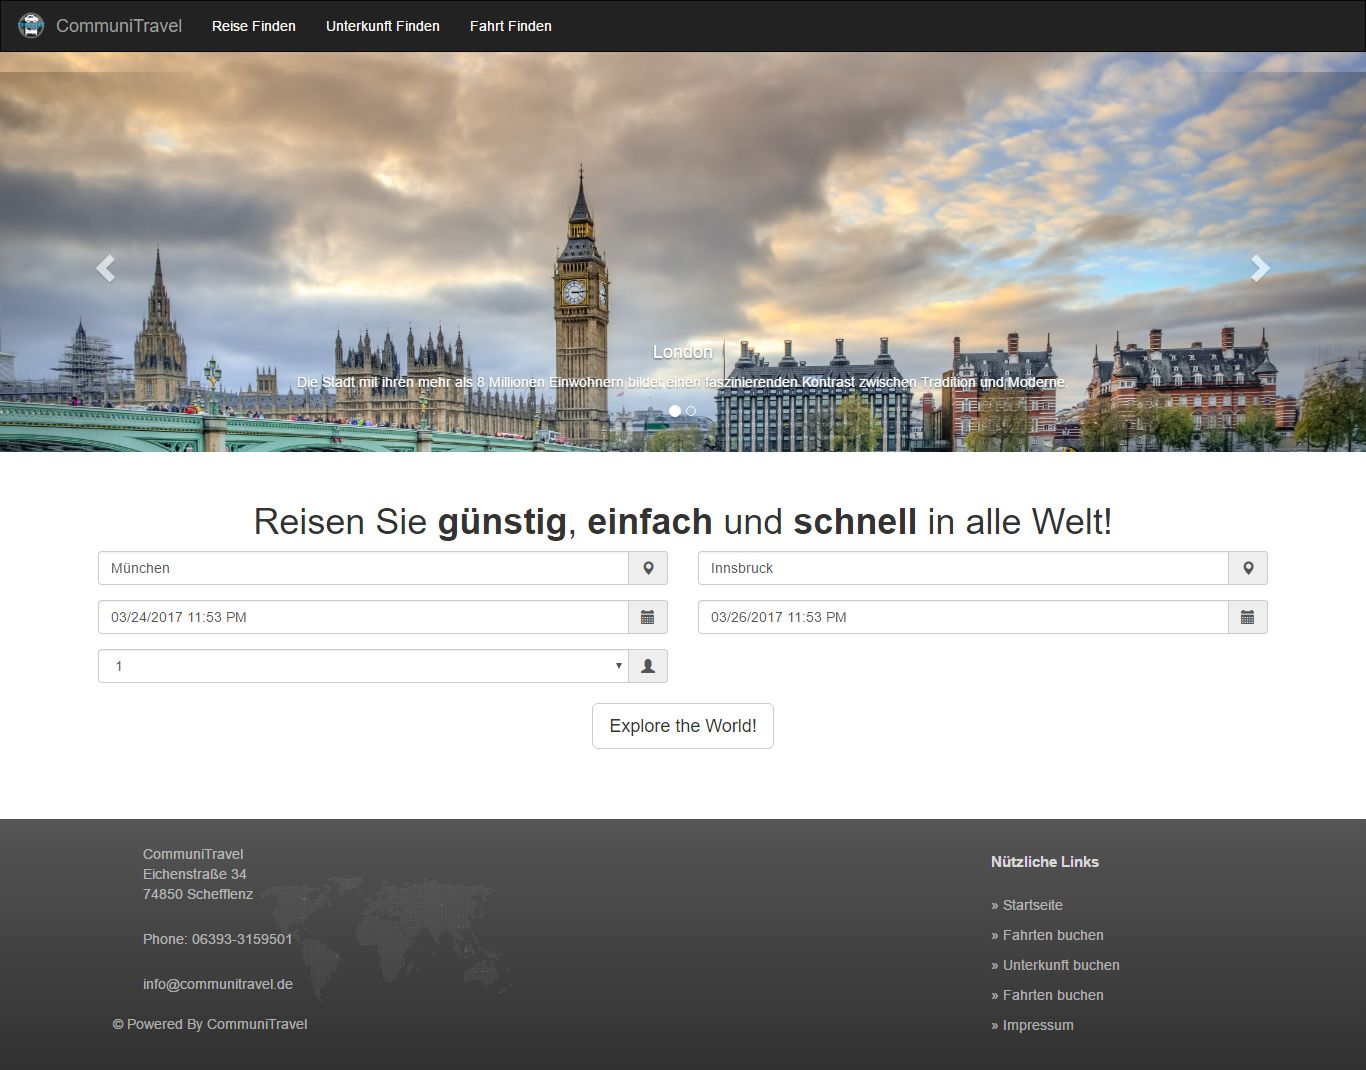 CommuniTravel Reise Finden Unterkunft Finden Fahrt Finden
London
Die Stadt mit ihren mehr als 8 Millionen Einwohnern bildet einen faszinierenden Kontrast zwischen Tradition und Moderne.
Reisen Sie günstig, einfach und schnell in alle Welt!
München
Innsbruck
03/24/2017 11:53 PM
03/26/2017 11:53 PM
1
Explore the World!
CommuniTravel
Eichenstraße 34
74850 Schefflenz
Phone: 06393-3159501
info@communitravel.de
© Powered By CommuniTravel
Nützliche Links
» Startseite
» Fahrten buchen
» Unterkunft buchen
» Fahrten buchen
» Impressum